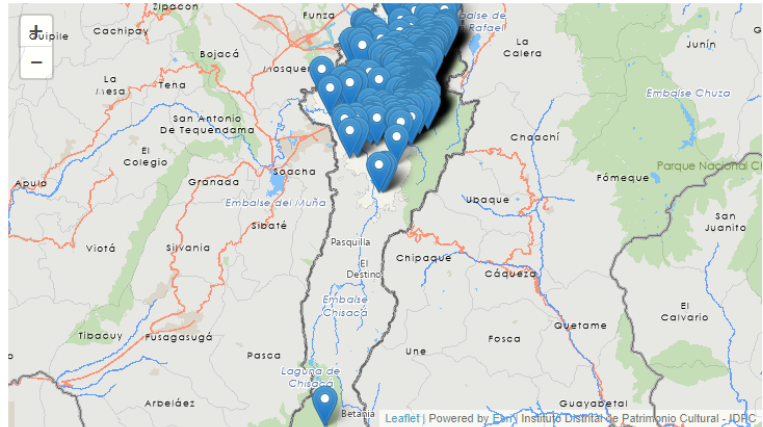 Zipacón
Funza
Embalse de
San Rafael
+
Quipile
Cachipay
Bojacá
La
Calera
Junín
−
La
Mesa
Tena
Mosquera
Embalse Chuza
San Antonio
De Tequendama
Choachí
El
Colegio
Apulo
Granada
Soacha
Parque Nacional Ch
Fómeque
Embalse del Muña
Ubaque
San
Juanito
Sibaté
Viotá
Silvania
Pasquilla
Chipaque
El
Destino
Cáqueza
Embalse
Chisacá
El
Calvario
Tibacuy
Fusagasugá
Pasca
Une
Fosca
Quetame
Laguna de
Chisacá
Arbeláez
Betania
Guayabetal
Leaflet | Powered by Esri | Instituto Distrital de Patrimonio Cultural - IDPC